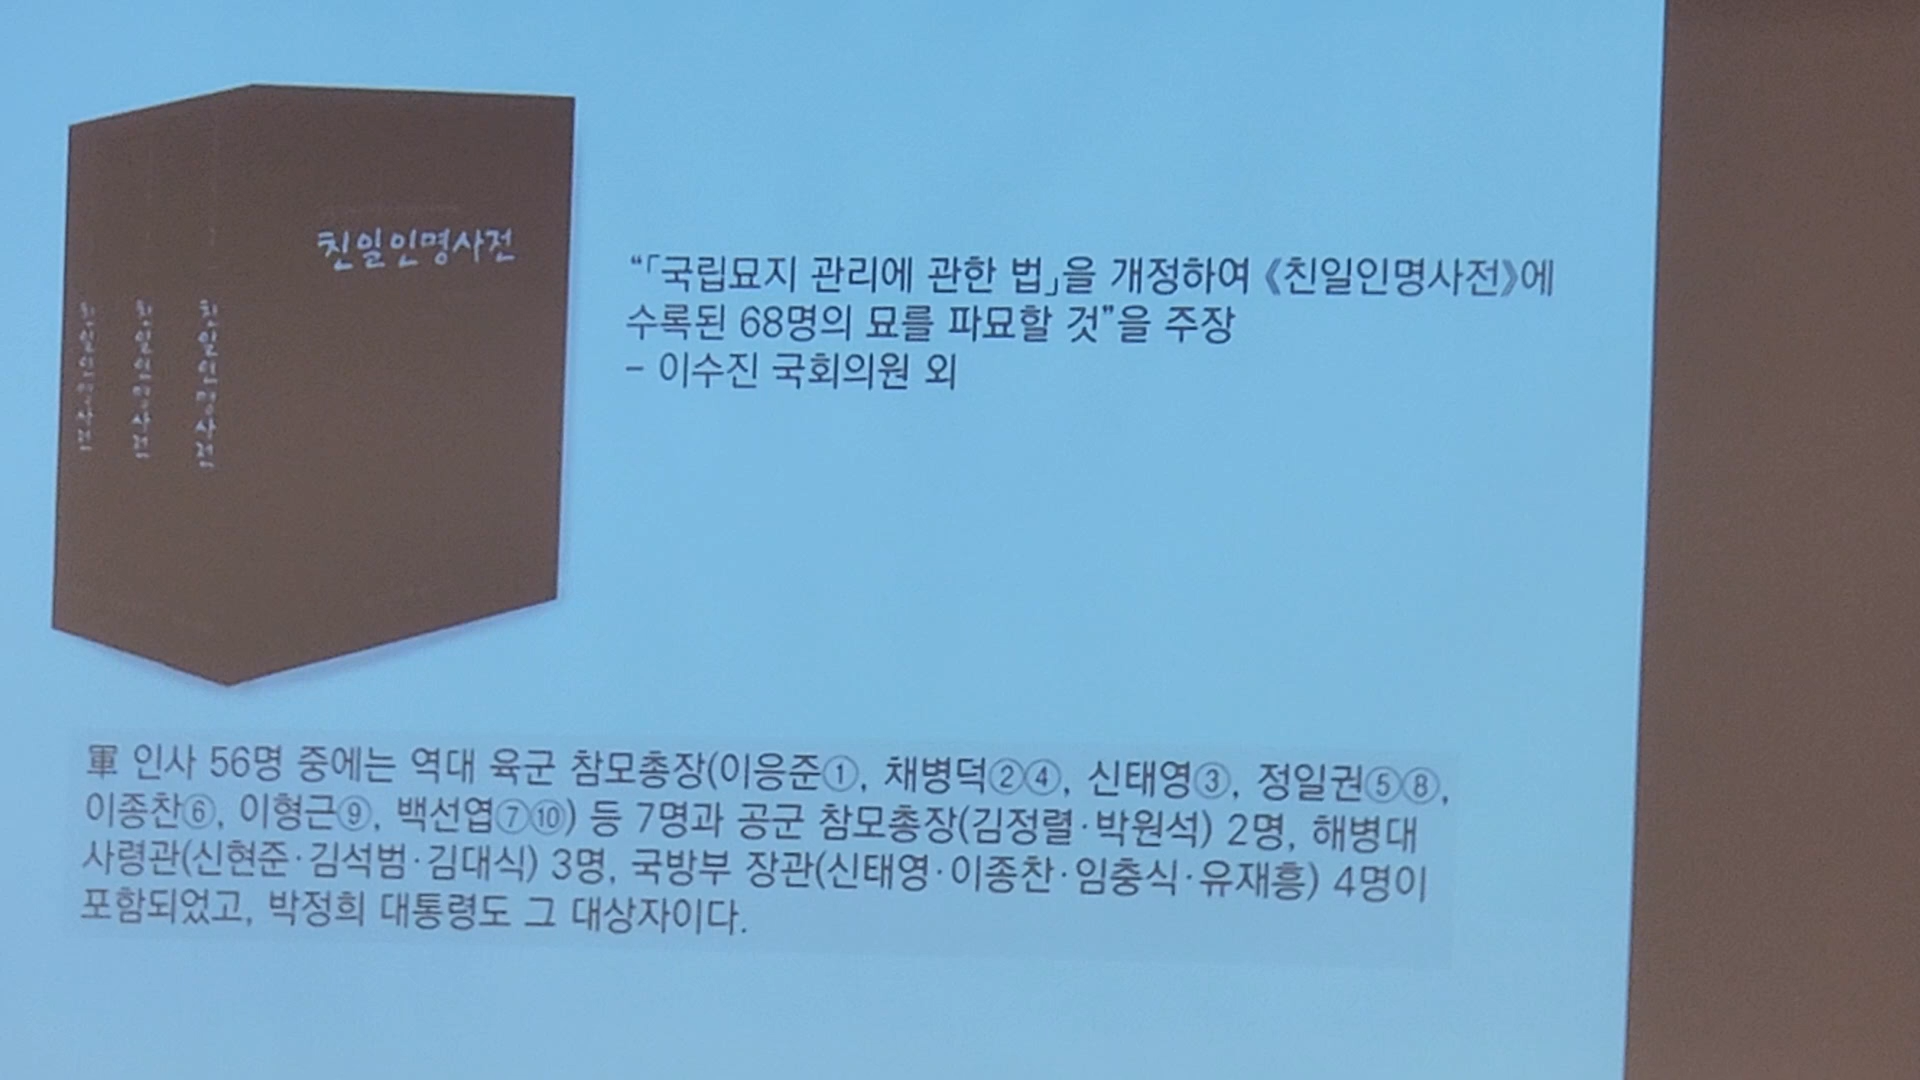 친일인명사전
친일인명사전
친일인명사전
친일인명사전
“「국립묘지 관리에 관한 법」을 개정하여 《친일인명사전》에
수록된 68명의 묘를 파묘할 것”을 주장
- 이수진 국회의원 외
軍 인사 56명 중에는 역대 육군 참모총장(이응준①, 채병덕②④, 신태영③, 정일권⑤⑧,
이종찬⑥, 이형근⑨, 백선엽⑦⑩) 등 7명과 공군 참모총장(김정렬·박원석) 2명, 해병대
사령관(신현준·김석범·김대식) 3명, 국방부 장관(신태영·이종찬·임충식·유재흥) 4명이
포함되었고, 박정희 대통령도 그 대상자이다.